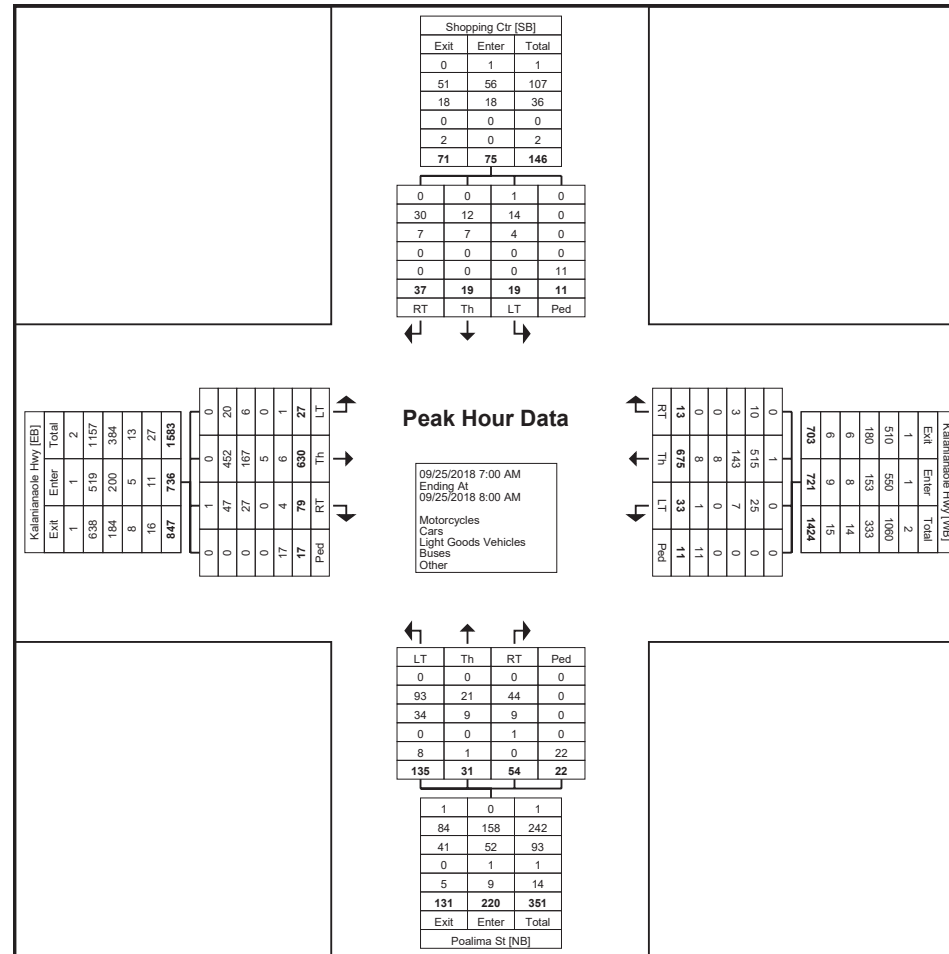 Shopping Ctr [SB]
Exit Enter Total
0 1 1
51 56 107
18 18 36
0 0 0
2 0 2
71 75 146
0 0 1 0
30 12 14 0
7 7 4 0
0 0 0 0
0 0 0 11
37 19 19 11
RT Th LT Ped
Kalanianaole Hwy [EB]
Total 2 1157 384 13 27 1583
Enter 1 519 200 5 11 736
Exit 1 638 184 8 16 847
0 20 6 0 1 27 LT
0 452 167 5 6 630 Th
1 47 27 0 4 79 RT
0 0 0 0 17 17 Ped
Peak Hour Data
09/25/2018 7:00 AM
Ending At
09/25/2018 8:00 AM
Motorcycles
Cars
Light Goods Vehicles
Buses
Other
RT 13 0 0 3 10 0
Th 675 8 8 143 515 1
LT 33 1 0 7 25 0
Ped 11 11 0 0 0 0
703 6 6 180 510 1 Exit
721 9 8 153 550 1 Enter
1424 15 14 333 1060 2 Total
Kalanianaole Hwy [WB]
LT Th RT Ped
0 0 0 0
93 21 44 0
34 9 9 0
0 0 1 0
8 1 0 22
135 31 54 22
1 0 1
84 158 242
41 52 93
0 1 1
5 9 14
131 220 351
Exit Enter Total
Poalima St [NB]